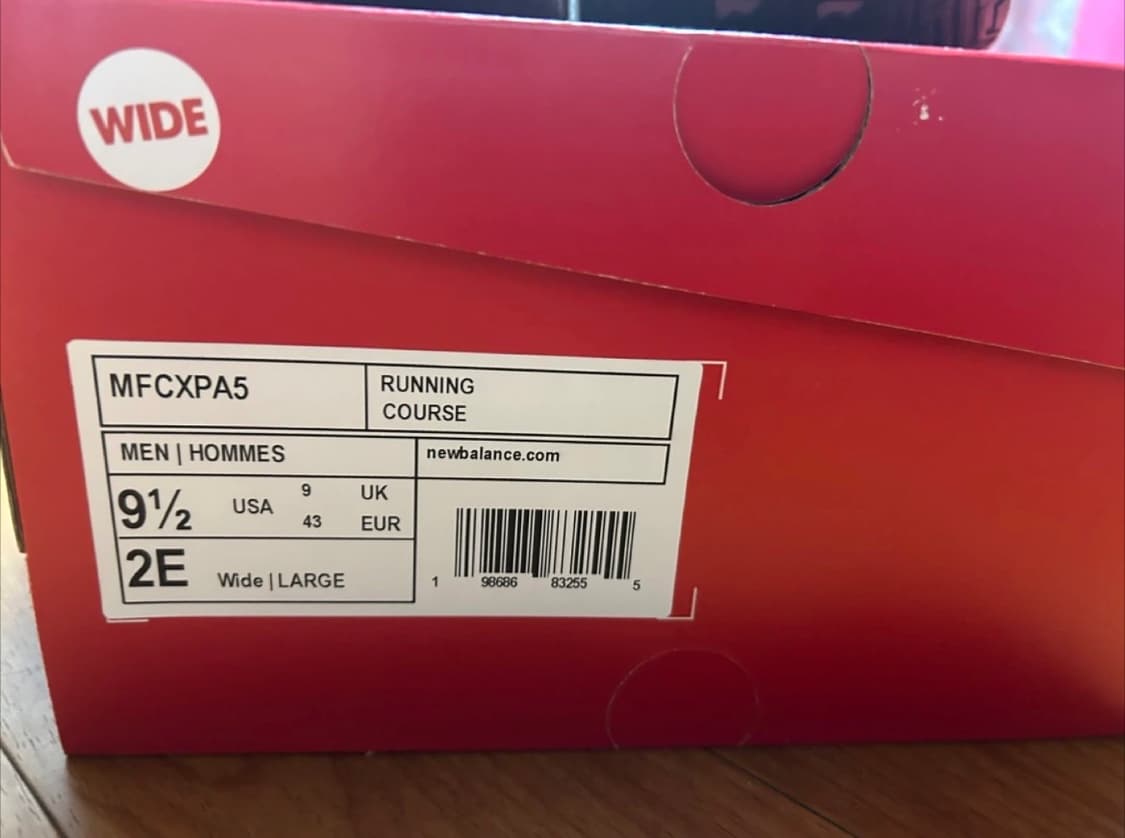 WIDE
MFCXPA5
RUNNING
COURSE
MEN | HOMMES
newbalance.com
9½ USA 9 UK
43 EUR
2E Wide | LARGE
1 98686 83255 5